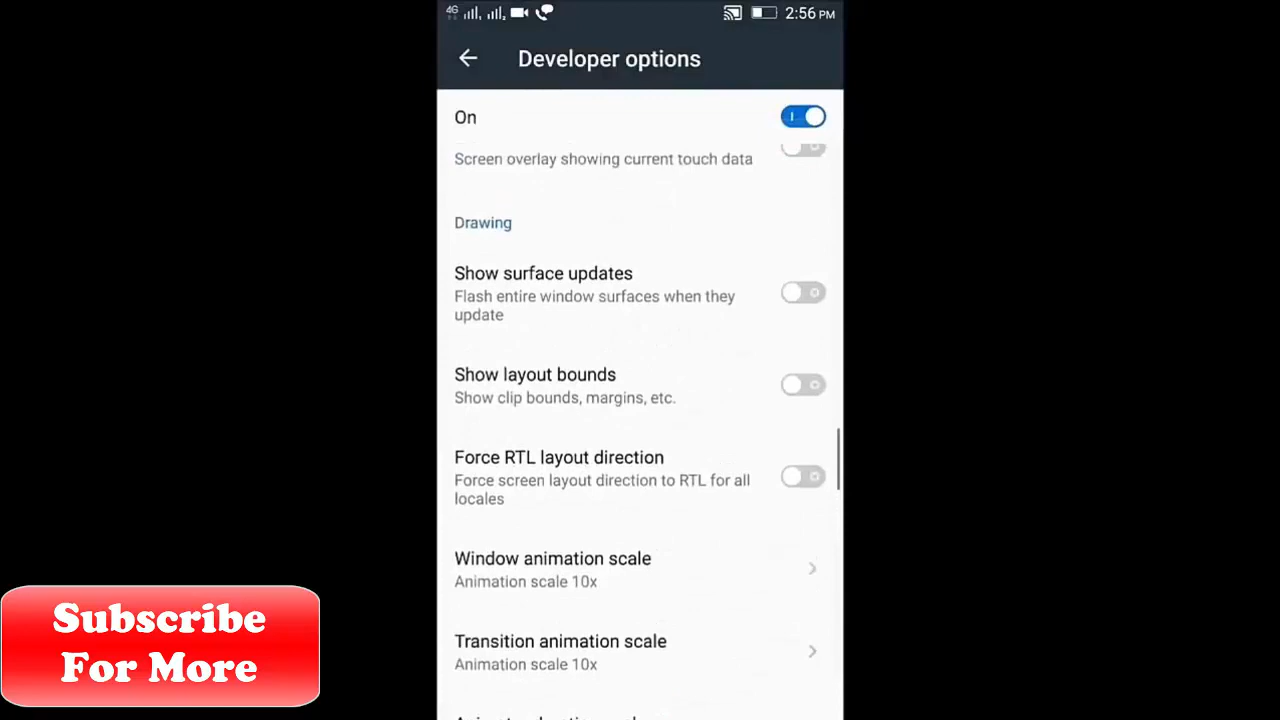 4G 2:56 PM
Developer options
On
Screen overlay showing current touch data
Drawing
Show surface updates
Flash entire window surfaces when they
update
Show layout bounds
Show clip bounds, margins, etc.
Force RTL layout direction
Force screen layout direction to RTL for all
locales
Window animation scale
Animation scale 10x
Transition animation scale
Animation scale 10x
Subscribe
For More